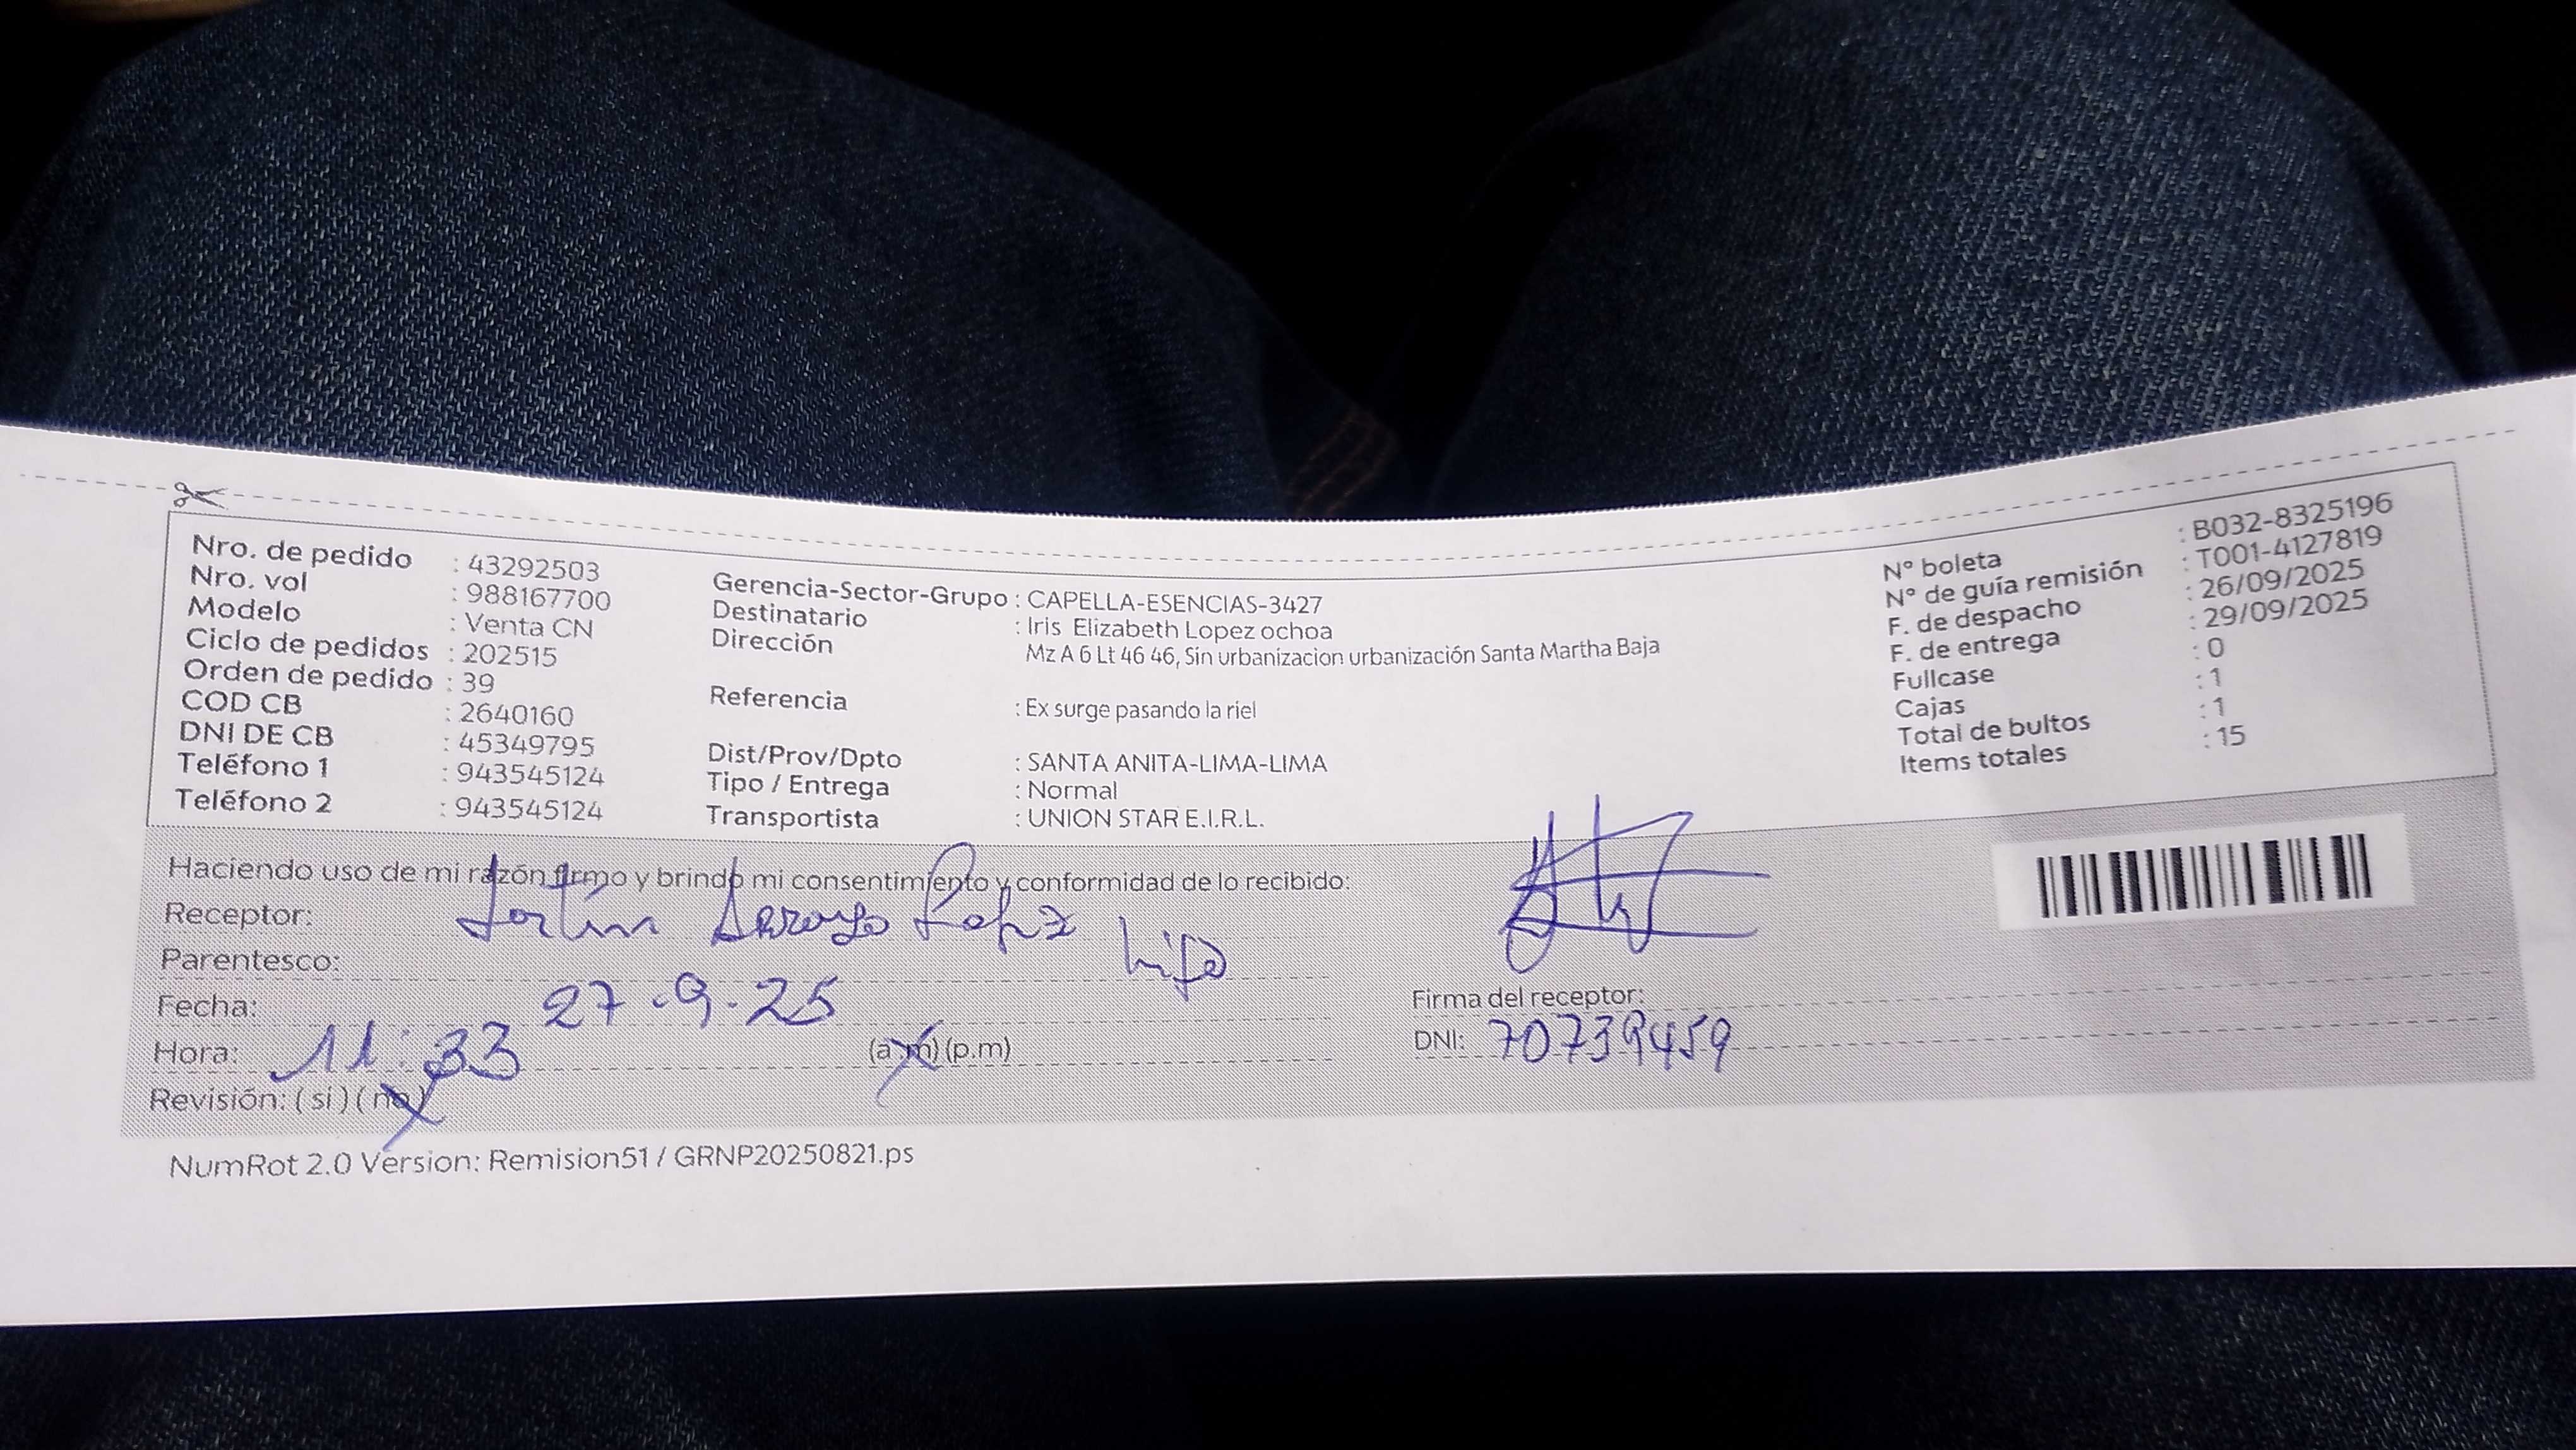 Nro. de pedido : 43292503
Nro. vol : 988167700
Modelo : Venta CN
Ciclo de pedidos : 202515
Orden de pedido : 39
COD CB : 2640160
DNI DE CB : 45349795
Teléfono 1 : 943545124
Teléfono 2 : 943545124
Gerencia-Sector-Grupo : CAPELLA-ESENCIAS-3427
Destinatario : Iris Elizabeth Lopez ochoa
Dirección Mz A 6 Lt 46 46, Sin urbanizacion urbanización Santa Martha Baja
Referencia : Ex surge pasando la riel
Dist/Prov/Dpto : SANTA ANITA-LIMA-LIMA
Tipo / Entrega : Normal
Transportista : UNION STAR E.I.R.L.
N° boleta : B032-8325196
N° de guía remisión : T001-4127819
F. de despacho : 26/09/2025
F. de entrega : 29/09/2025
Fullcase : 0
Cajas : 1
Total de bultos : 1
Items totales : 15
Haciendo uso de mi razón firmo y brindo mi consentimiento y conformidad de lo recibido:
Receptor: Arroyo Lopez
Parentesco: hijo
Fecha: 27-9-25
Hora: 11:33 (a.m) (p.m)
Revisión: (si) (no)
Firma del receptor:
DNI: 70739459
NumRot 2.0 Version: Remision51 / GRNP20250821.ps